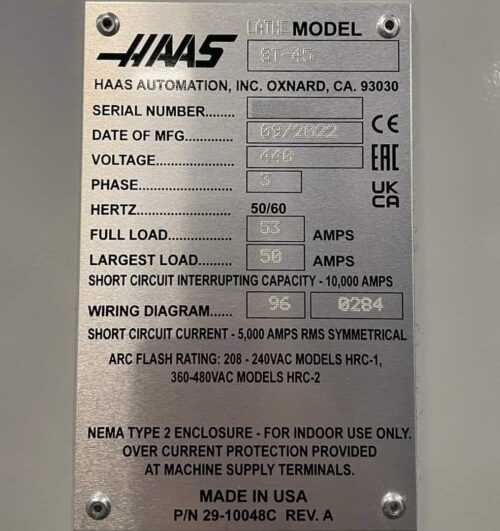 HAAS LATHE MODEL
ST-45
HAAS AUTOMATION, INC. OXNARD, CA. 93030
SERIAL NUMBER........
DATE OF MFG........... 09/2022 CE
VOLTAGE................ 440 EAC
PHASE..................... 3 UK CA
HERTZ..................... 50/60
FULL LOAD............... 53 AMPS
LARGEST LOAD........ 50 AMPS
SHORT CIRCUIT INTERRUPTING CAPACITY - 10,000 AMPS
WIRING DIAGRAM...... 96 0284
SHORT CIRCUIT CURRENT - 5,000 AMPS RMS SYMMETRICAL
ARC FLASH RATING: 208 - 240VAC MODELS HRC-1,
360-480VAC MODELS HRC-2
NEMA TYPE 2 ENCLOSURE - FOR INDOOR USE ONLY.
OVER CURRENT PROTECTION PROVIDED
AT MACHINE SUPPLY TERMINALS.
MADE IN USA
P/N 29-10048C REV. A